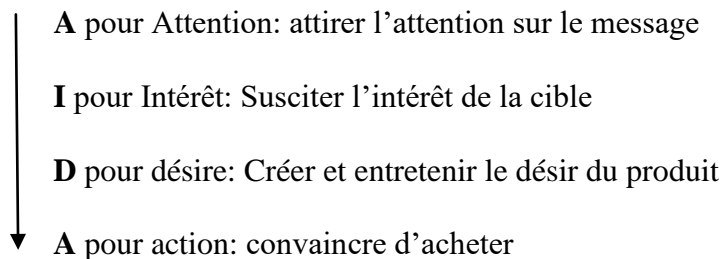 A pour Attention: attirer l’attention sur le message
I pour Intérêt: Susciter l’intérêt de la cible
D pour désire: Créer et entretenir le désir du produit
A pour action: convaincre d’acheter